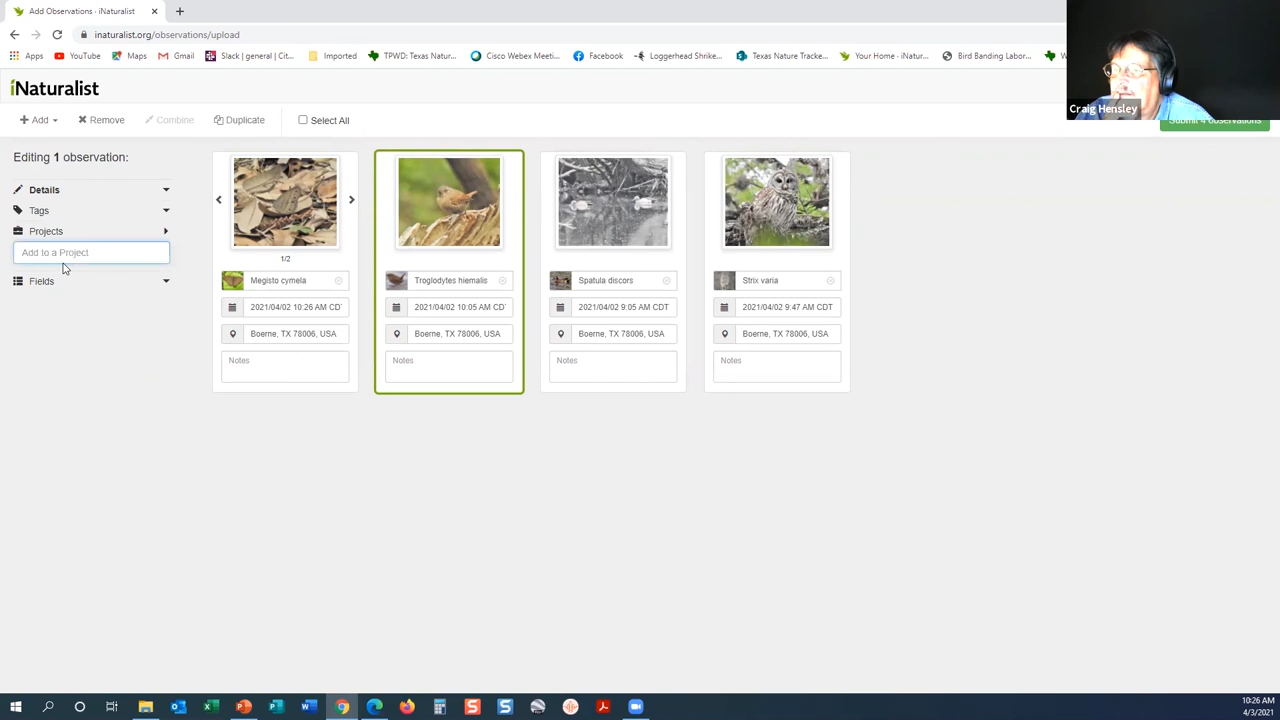 Add Observations · iNaturalist
inaturalist.org/observations/upload
Apps
YouTube
Maps
Gmail
Slack | general | Cit...
Imported
TPWD: Texas Natur...
Cisco Webex Meeti...
Facebook
Loggerhead Shrike...
Texas Nature Tracke...
Your Home · iNatur...
Bird Banding Labor...
W
iNaturalist
Craig Hensley
Add
Remove
Combine
Duplicate
Select All
Submit 4 observations
Editing 1 observation:
Details
Tags
Projects
Add to a Project
Fields
1/2
Megisto cymela
2021/04/02 10:26 AM CD
Boerne, TX 78006, USA
Notes
Troglodytes hiemalis
2021/04/02 10:05 AM CD
Boerne, TX 78006, USA
Notes
Spatula discors
2021/04/02 9:05 AM CDT
Boerne, TX 78006, USA
Notes
Strix varia
2021/04/02 9:47 AM CDT
Boerne, TX 78006, USA
Notes
10:26 AM
4/3/2021